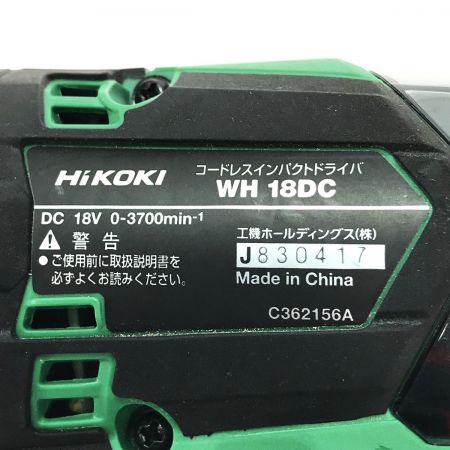 HiKOKI
コードレスインパクトドライバ
WH 18DC
DC 18V 0-3700min-1
⚠ 警告
●ご使用前に取扱説明書を
必ずよくお読みください。
工機ホールディングス(株)
J830417
Made in China
C362156A